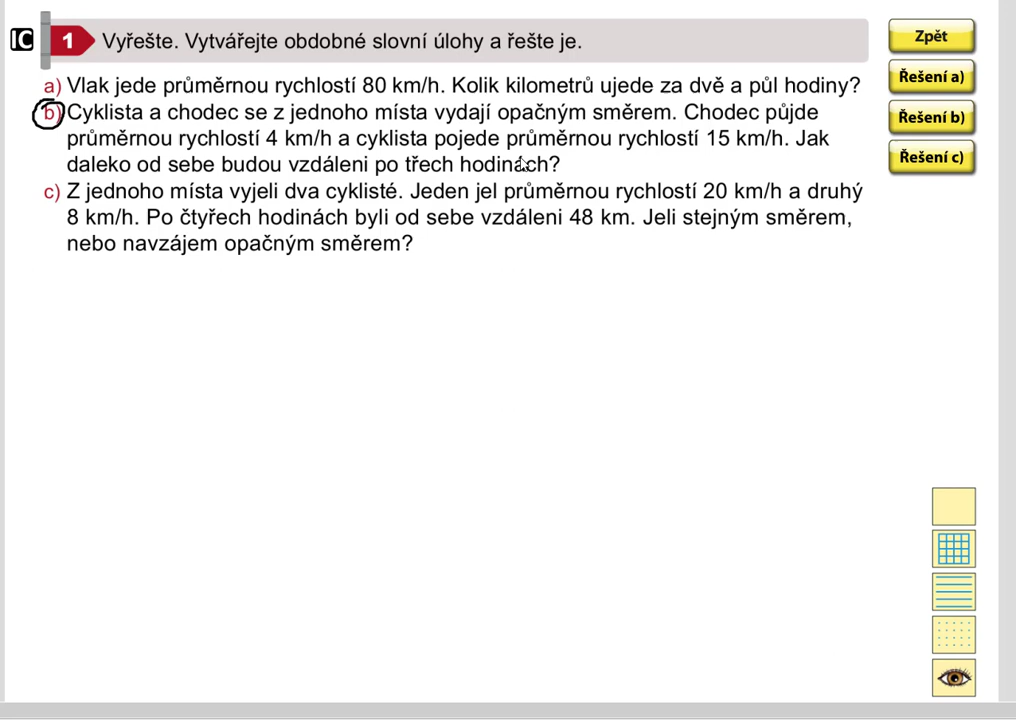 IC
1 Vyřešte. Vytvářejte obdobné slovní úlohy a řešte je.
Zpět
Řešení a)
Řešení b)
Řešení c)
a) Vlak jede průměrnou rychlostí 80 km/h. Kolik kilometrů ujede za dvě a půl hodiny?
b) Cyklista a chodec se z jednoho místa vydají opačným směrem. Chodec půjde
průměrnou rychlostí 4 km/h a cyklista pojede průměrnou rychlostí 15 km/h. Jak
daleko od sebe budou vzdáleni po třech hodinách?
c) Z jednoho místa vyjeli dva cyklisté. Jeden jel průměrnou rychlostí 20 km/h a druhý
8 km/h. Po čtyřech hodinách byli od sebe vzdáleni 48 km. Jeli stejným směrem,
nebo navzájem opačným směrem?